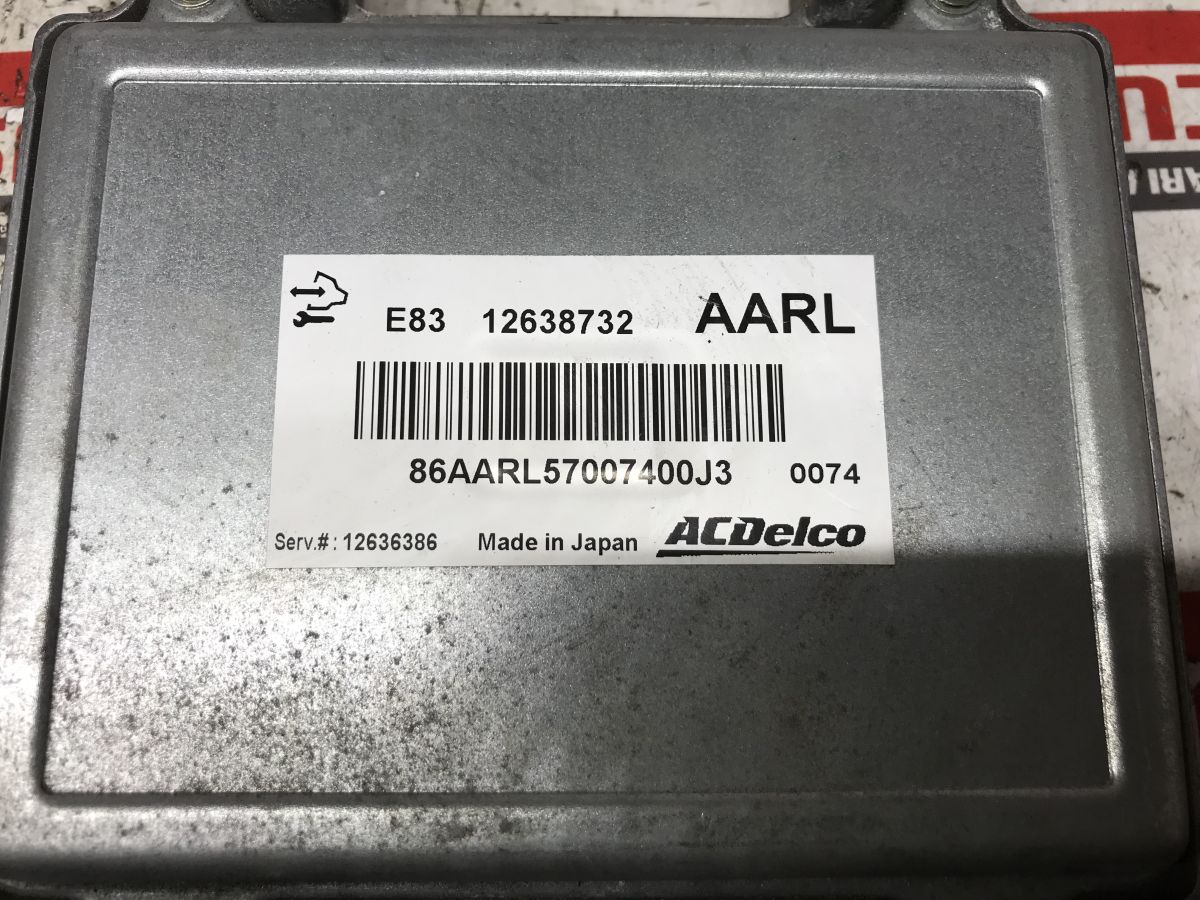 E83 12638732 AARL
86AARL57007400J3 0074
Serv.# : 12636386 Made in Japan ACDelco